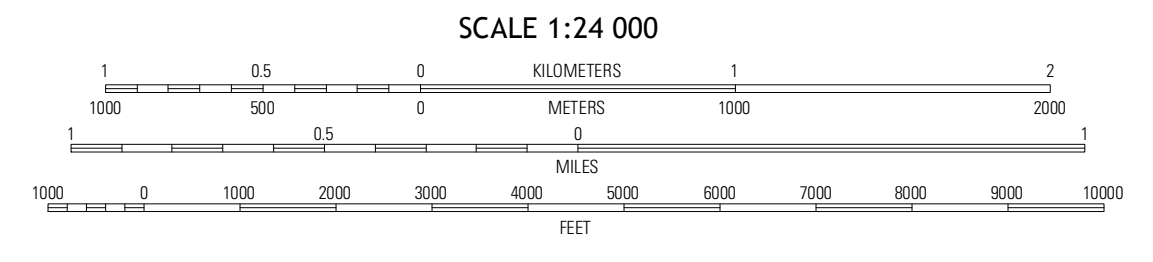 SCALE 1:24 000
1 0.5 0 KILOMETERS 1 2
1000 500 0 METERS 1000 2000
1 0.5 0 1
MILES
1000 0 1000 2000 3000 4000 5000 6000 7000 8000 9000 10000
FEET